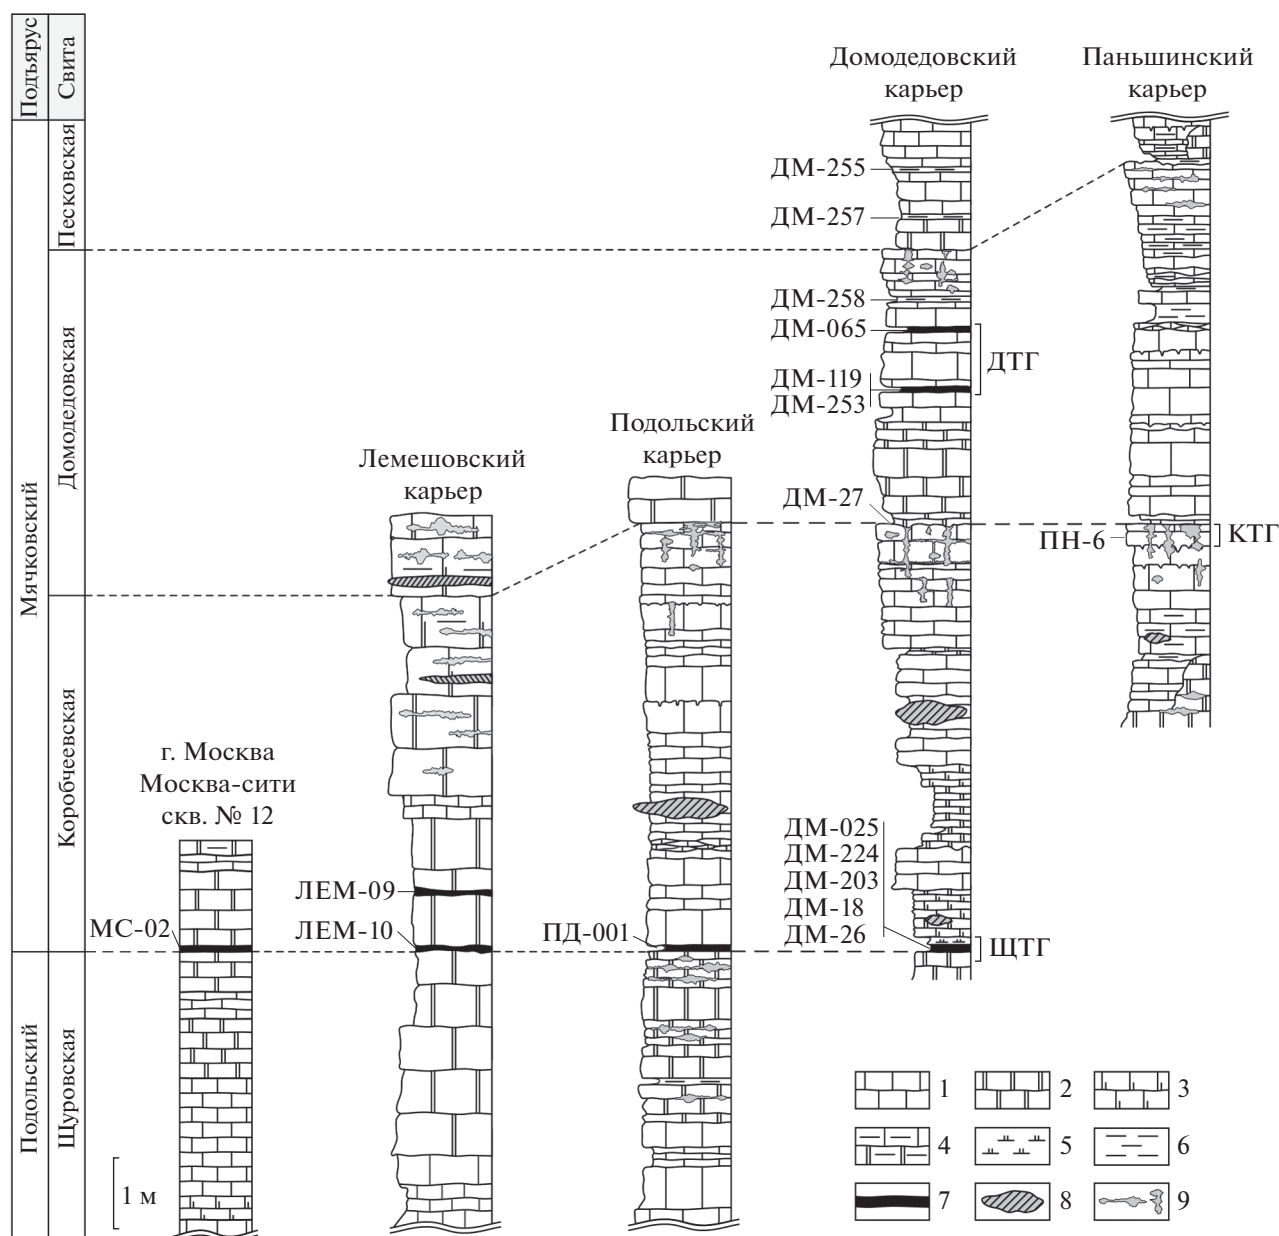 Подъярус
Свита
Мячковский
Подольский
Песковская
Домодедовская
Коробчеевская
Щуровская
г. Москва
Москва-сити
скв. № 12
МС-02
1 м
Лемешовский
карьер
ЛЕМ-09
ЛЕМ-10
Подольский
карьер
ПД-001
Домодедовский
карьер
ДМ-255
ДМ-257
ДМ-258
ДМ-065
ДМ-119
ДМ-253
ДТГ
ДМ-27
ДМ-025
ДМ-224
ДМ-203
ДМ-18
ДМ-26
ЩТГ
Паньшинский
карьер
ПН-6
КТГ
1
2
3
4
5
6
7
8
9